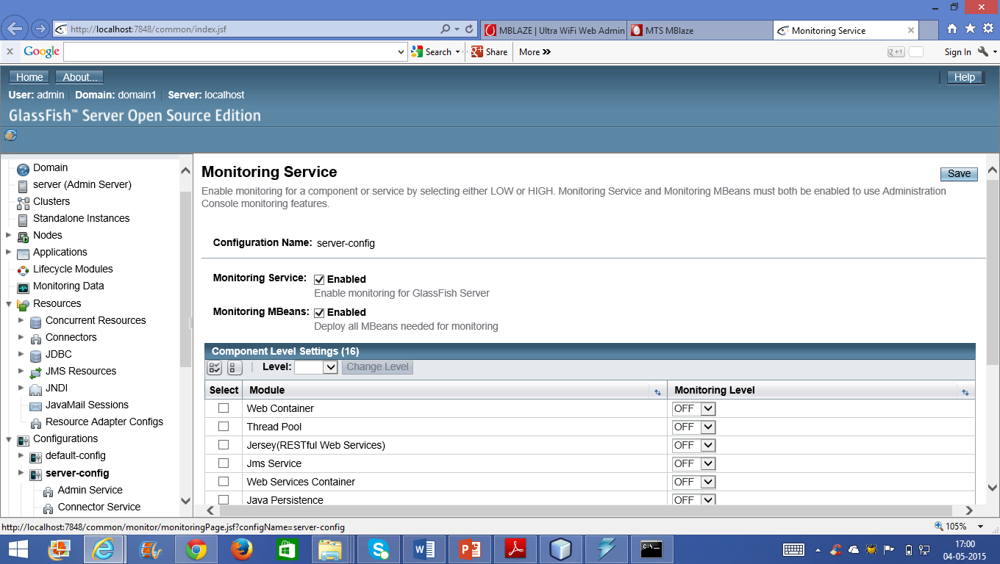 http://localhost:7848/common/index.jsf
MBLAZE | Ultra WiFi Web Admin
MTS MBlaze
Monitoring Service
x Google Search Share More »
g+1 Sign In
Home About... Help
User: admin Domain: domain1 Server: localhost
GlassFish™ Server Open Source Edition
Domain
server (Admin Server)
Clusters
Standalone Instances
Nodes
Applications
Lifecycle Modules
Monitoring Data
Resources
Concurrent Resources
Connectors
JDBC
JMS Resources
JNDI
JavaMail Sessions
Resource Adapter Configs
Configurations
default-config
server-config
Admin Service
Connector Service
Monitoring Service
Save
Enable monitoring for a component or service by selecting either LOW or HIGH. Monitoring Service and Monitoring MBeans must both be enabled to use Administration
Console monitoring features.
Configuration Name: server-config
Monitoring Service: Enabled
Enable monitoring for GlassFish Server
Monitoring MBeans: Enabled
Deploy all MBeans needed for monitoring
Component Level Settings (16)
Level: Change Level
Select Module Monitoring Level
Web Container OFF
Thread Pool OFF
Jersey(RESTful Web Services) OFF
Jms Service OFF
Web Services Container OFF
Java Persistence OFF
http://localhost:7848/common/monitor/monitoringPage.jsf?configName=server-config
105%
17:00
04-05-2015